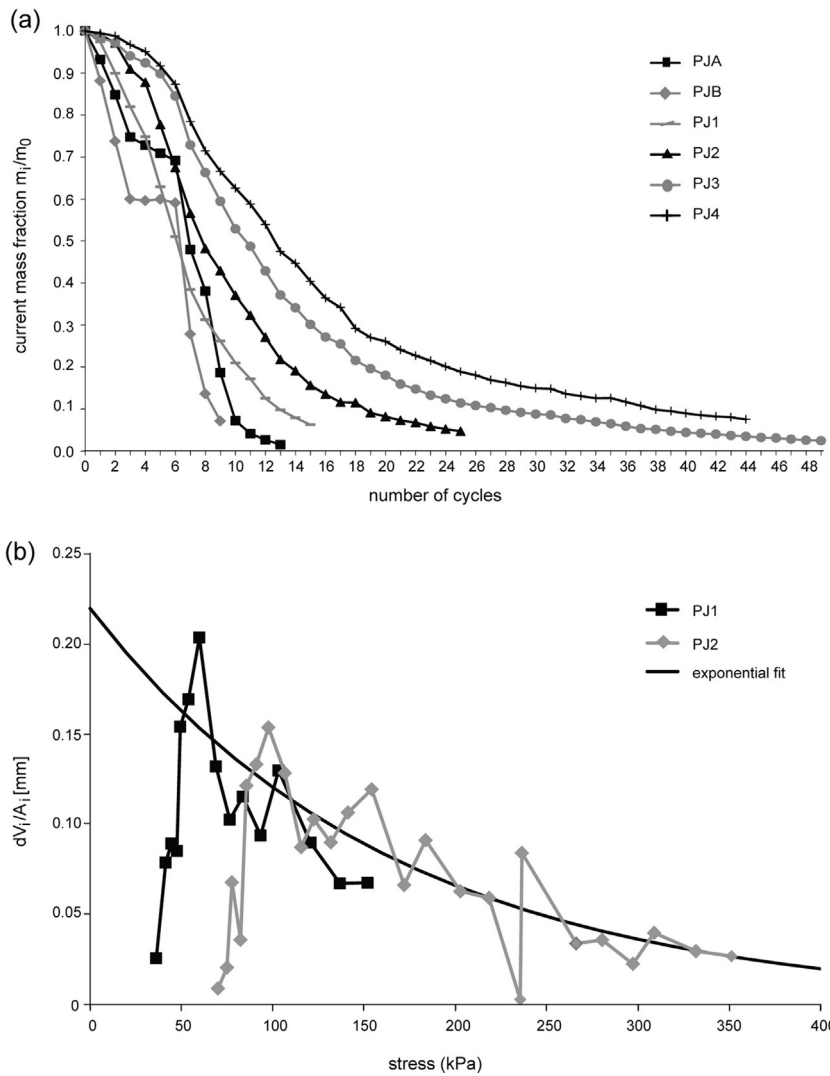 (a)
1.0
0.9
0.8
0.7
0.6
0.5
0.4
0.3
0.2
0.1
0.0
current mass fraction mi/m0
0 2 4 6 8 10 12 14 16 18 20 22 24 26 28 30 32 34 36 38 40 42 44 46 48
number of cycles
PJA
PJB
PJ1
PJ2
PJ3
PJ4
(b)
0.25
0.20
0.15
0.10
0.05
0
dVi/Ai [mm]
0 50 100 150 200 250 300 350 400
stress (kPa)
PJ1
PJ2
exponential fit